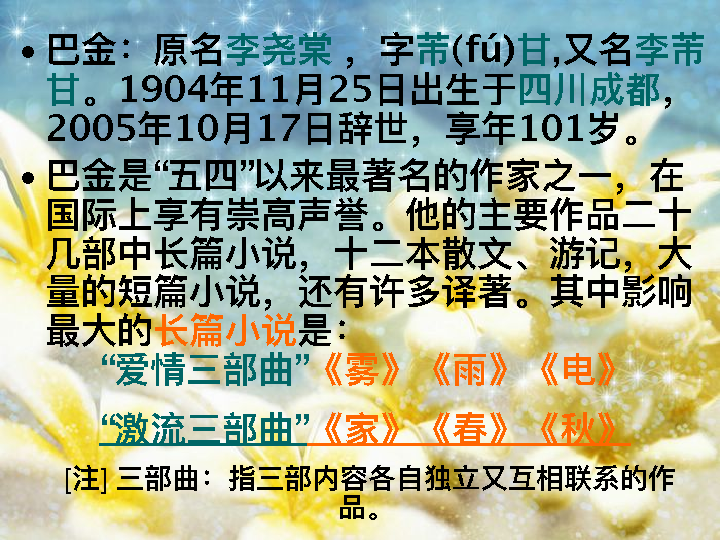 • 巴金：原名李尧棠 ，字芾(fú)甘,又名李芾
甘。1904年11月25日出生于四川成都，
2005年10月17日辞世，享年101岁。
• 巴金是“五四”以来最著名的作家之一，在
国际上享有崇高声誉。他的主要作品二十
几部中长篇小说，十二本散文、游记，大
量的短篇小说，还有许多译著。其中影响
最大的长篇小说是：
“爱情三部曲”《雾》《雨》《电》
“激流三部曲”《家》《春》《秋》
[注] 三部曲：指三部内容各自独立又互相联系的作
品。